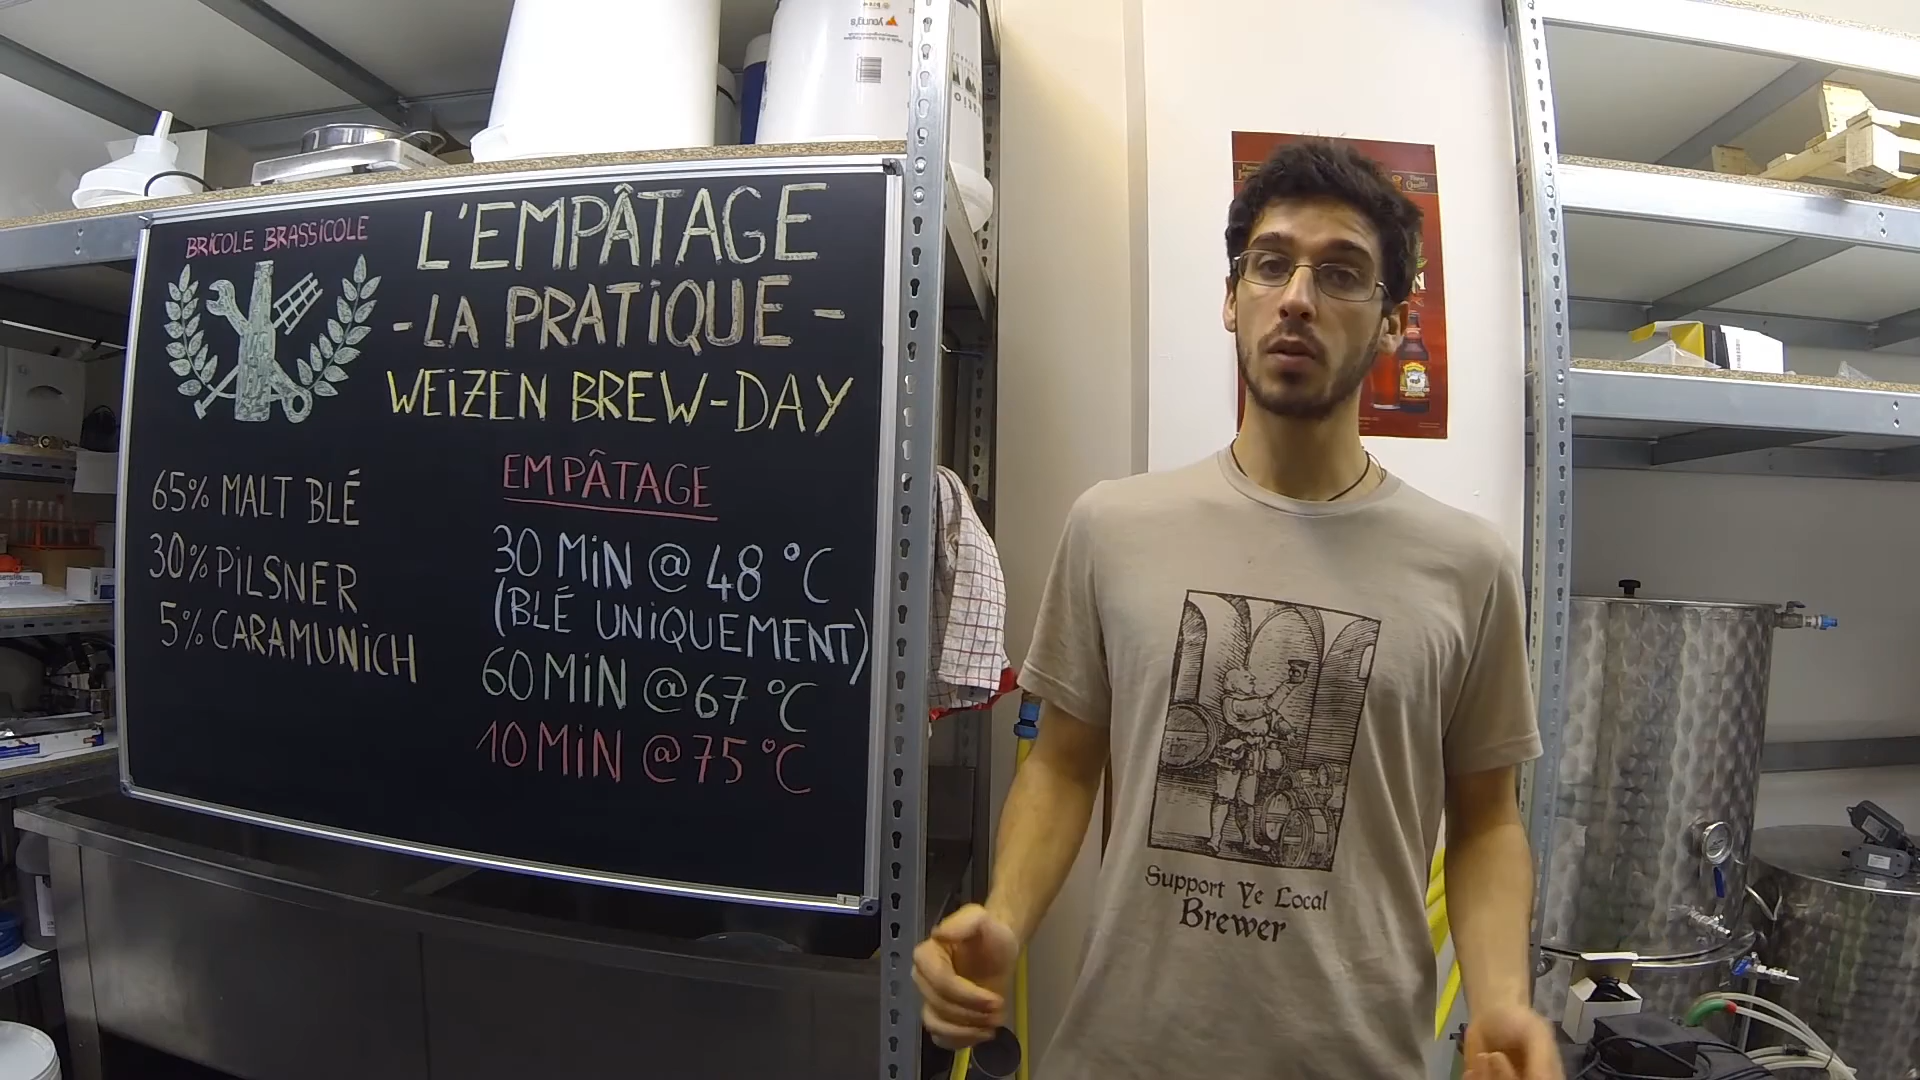 BRICOLE BRASSICOLE
L'EMPÂTAGE
- LA PRATIQUE -
WEIZEN BREW-DAY
65% MALT BLÉ
30% PILSNER
5% CARAMUNICH
EMPÂTAGE
30 MIN @ 48 °C
(BLÉ UNIQUEMENT)
60 MIN @ 67 °C
10 MIN @ 75 °C
Support Ye Local
Brewer
young's